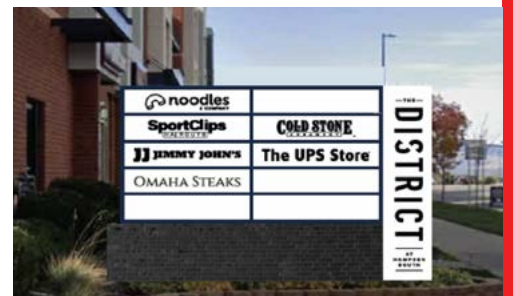 noodles
& COMPANY
SportClips
HAIRCUTS
COLD STONE
CREAMERY
JJ JIMMY JOHN'S
The UPS Store
OMAHA STEAKS
THE
DISTRICT
AT
HAMPDEN
SOUTH